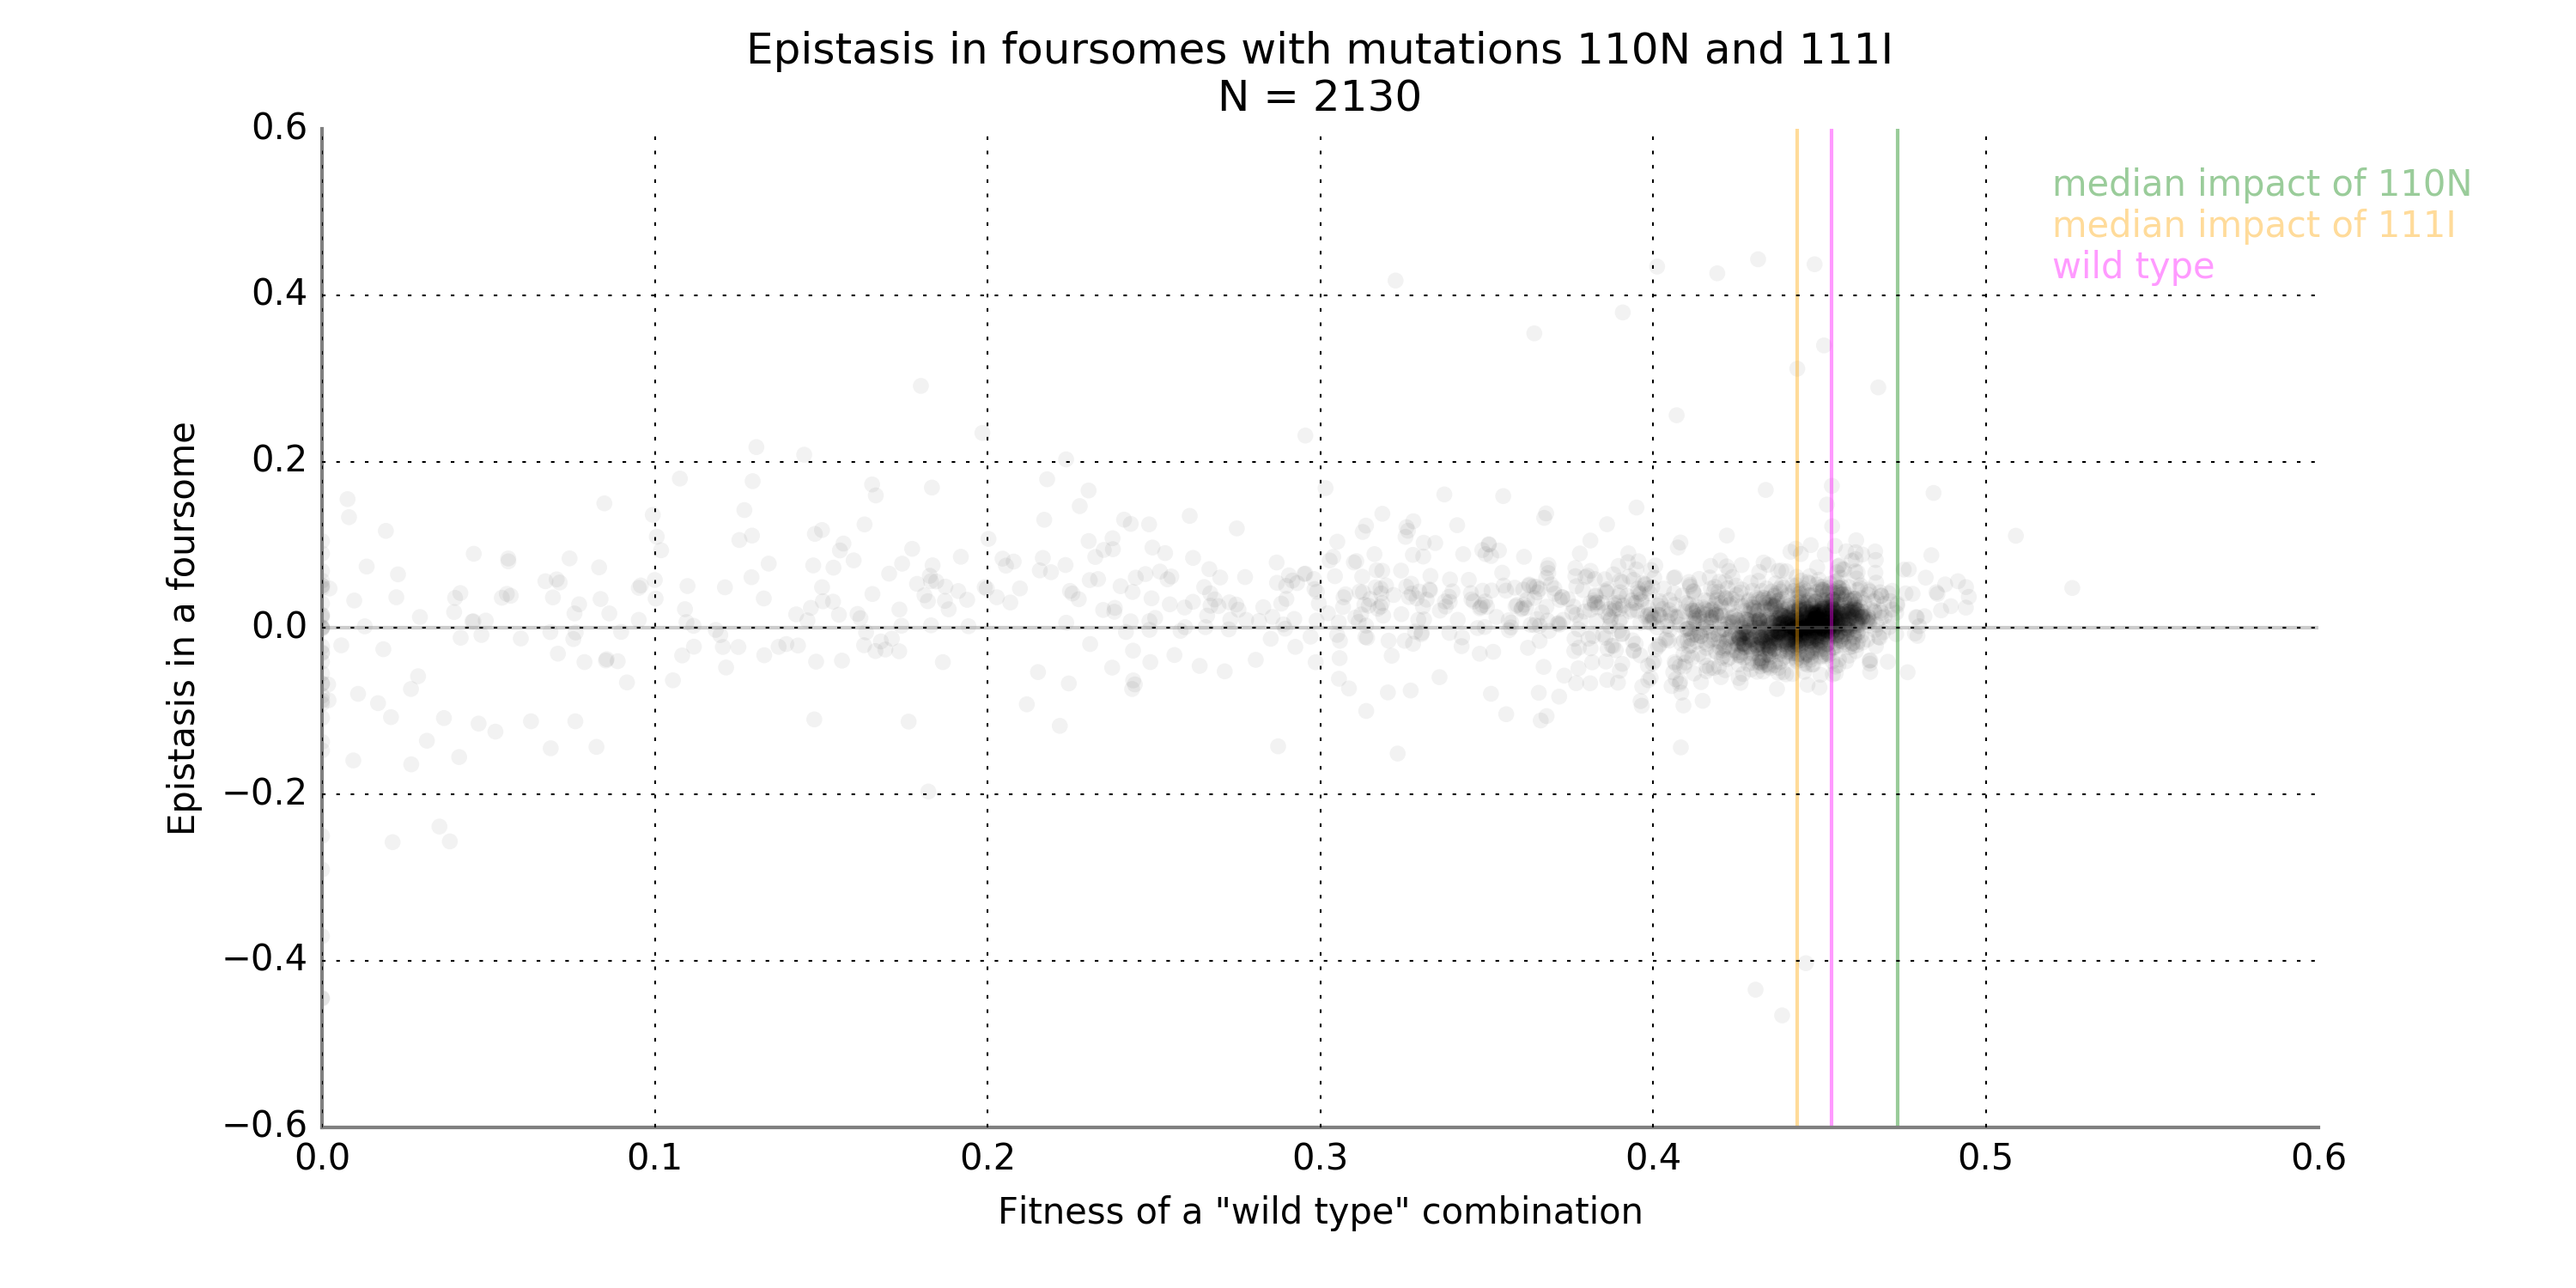 Epistasis in foursomes with mutations 110N and 111I
N = 2130
0.6
0.4
0.2
0.0
−0.2
−0.4
−0.6
Epistasis in a foursome
median impact of 110N
median impact of 111I
wild type
0.0 0.1 0.2 0.3 0.4 0.5 0.6
Fitness of a "wild type" combination